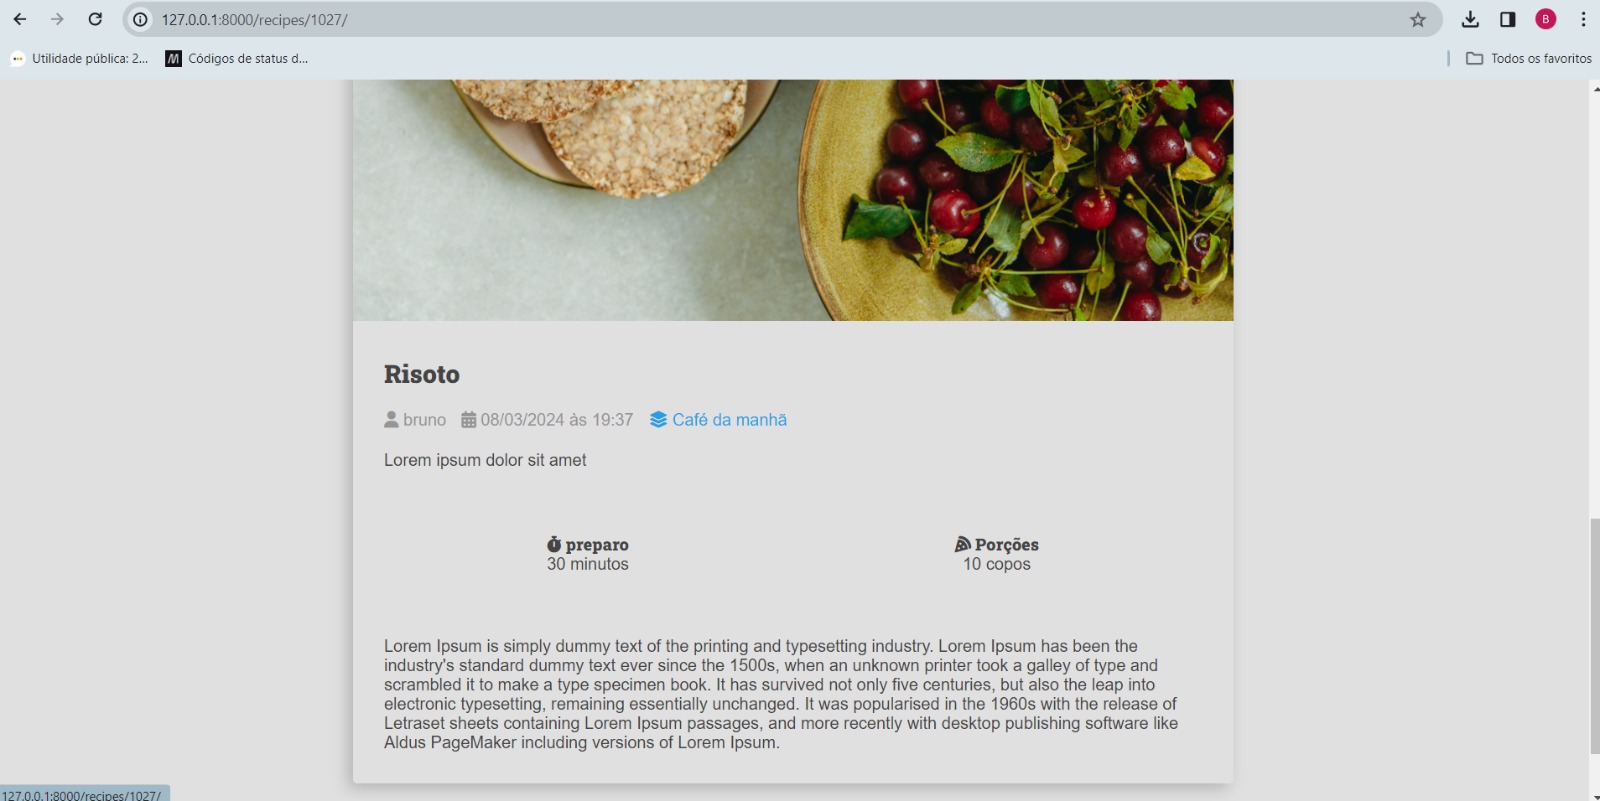 127.0.0.1:8000/recipes/1027/
B
Utilidade pública: 2...
M Códigos de status d...
Todos os favoritos
Risoto
bruno 08/03/2024 às 19:37 Café da manhã
Lorem ipsum dolor sit amet
preparo
30 minutos
Porções
10 copos
Lorem Ipsum is simply dummy text of the printing and typesetting industry. Lorem Ipsum has been the
industry's standard dummy text ever since the 1500s, when an unknown printer took a galley of type and
scrambled it to make a type specimen book. It has survived not only five centuries, but also the leap into
electronic typesetting, remaining essentially unchanged. It was popularised in the 1960s with the release of
Letraset sheets containing Lorem Ipsum passages, and more recently with desktop publishing software like
Aldus PageMaker including versions of Lorem Ipsum.
127.0.0.1:8000/recipes/1027/